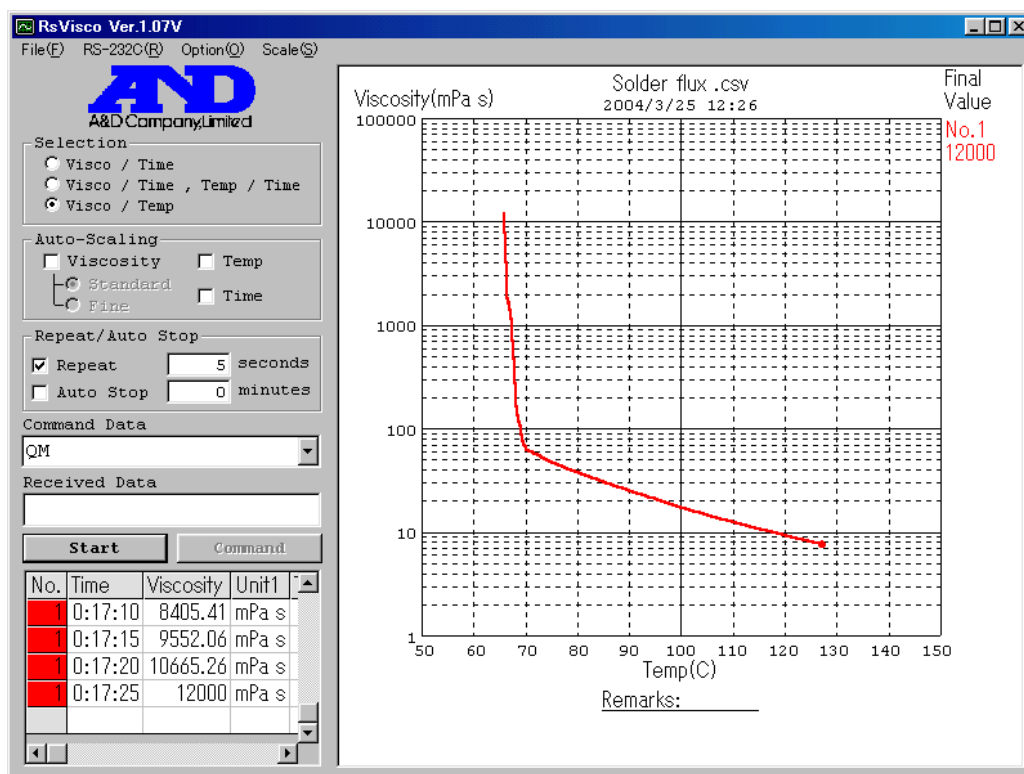 RsVisco Ver.1.07V
File(F) RS-232C(R) Option(O) Scale(S)
AND
A&D Company,Limited
Selection
Visco / Time
Visco / Time , Temp / Time
Visco / Temp
Auto-Scaling
Viscosity Temp
Standard
Fine
Time
Repeat/Auto Stop
Repeat 5 seconds
Auto Stop 0 minutes
Command Data
QM
Received Data
Start Command
No. Time Viscosity Unit1
1 0:17:10 8405.41 mPa s
1 0:17:15 9552.06 mPa s
1 0:17:20 10665.26 mPa s
1 0:17:25 12000 mPa s
Solder flux .csv
2004/3/25 12:26
Viscosity(mPa s)
Final
Value
No.1
12000
100000
10000
1000
100
10
1
50 60 70 80 90 100 110 120 130 140 150
Temp(C)
Remarks: